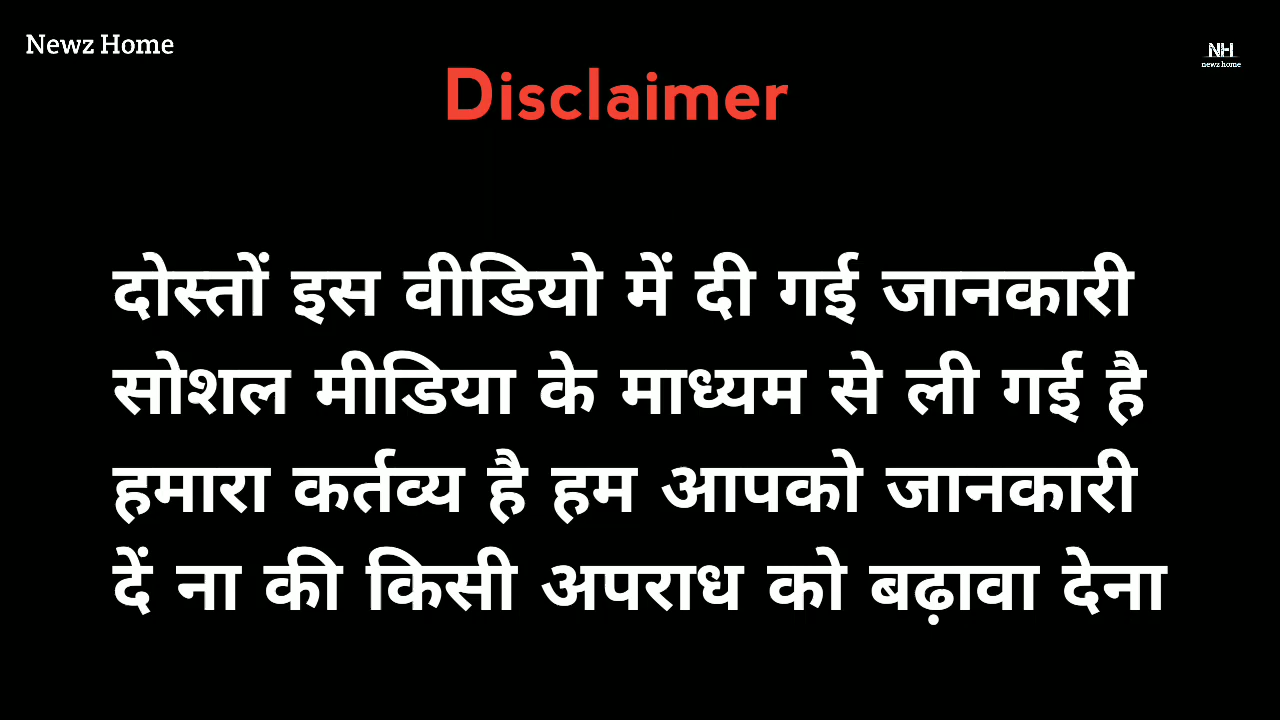 Newz Home
NH
newz home
Disclaimer
दोस्तों इस वीडियो में दी गई जानकारी
सोशल मीडिया के माध्यम से ली गई है
हमारा कर्तव्य है हम आपको जानकारी
दें ना की किसी अपराध को बढ़ावा देना